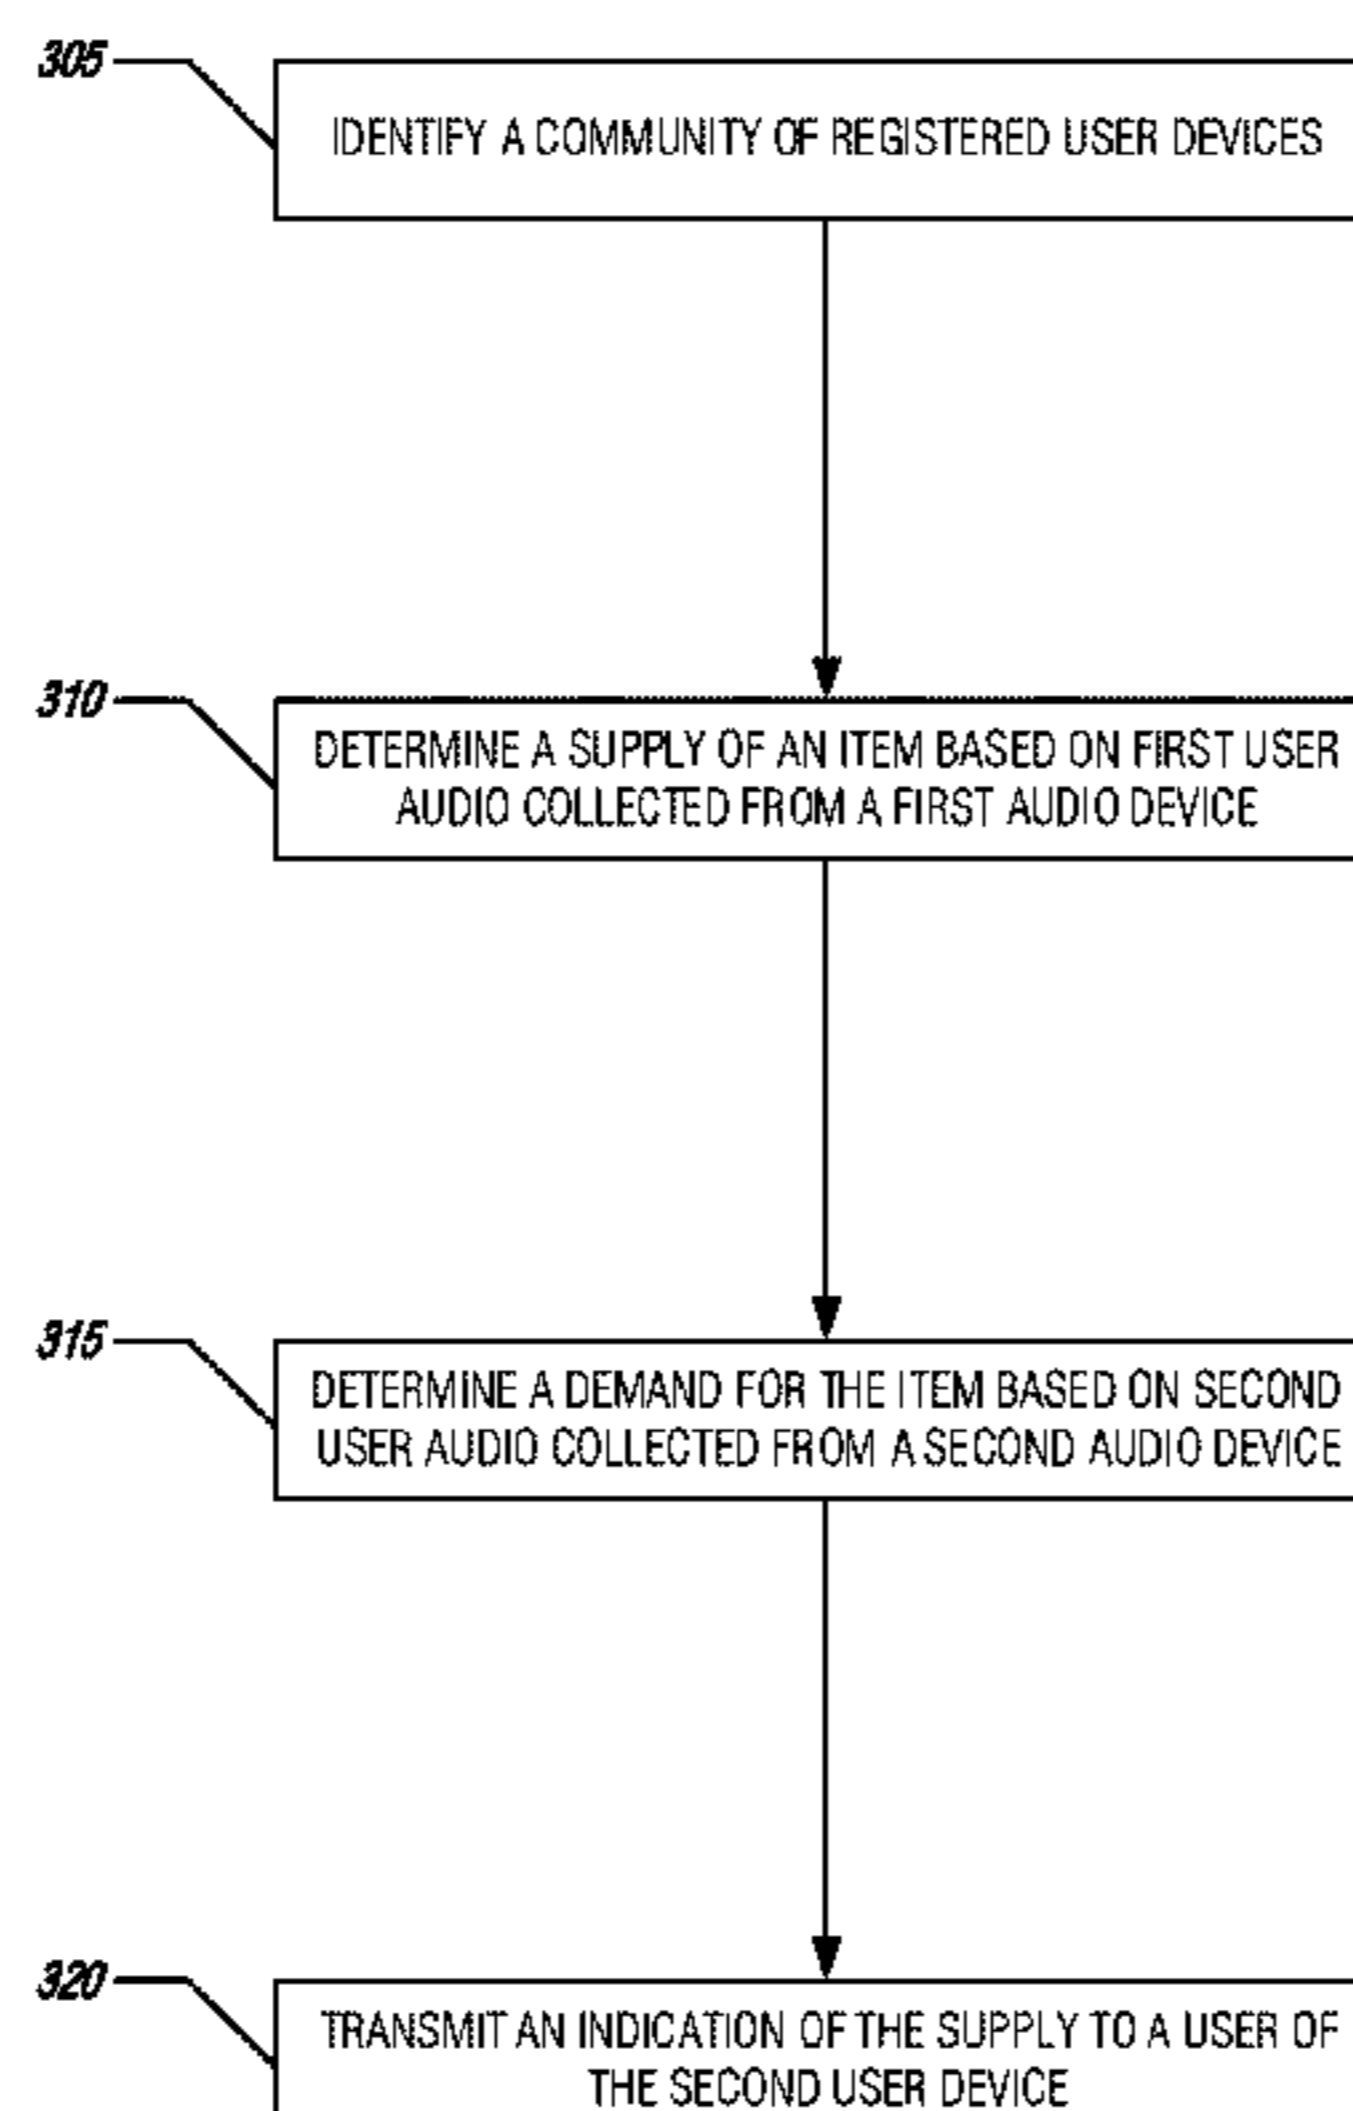 305
IDENTIFY A COMMUNITY OF REGISTERED USER DEVICES
310
DETERMINE A SUPPLY OF AN ITEM BASED ON FIRST USER
AUDIO COLLECTED FROM A FIRST AUDIO DEVICE
315
DETERMINE A DEMAND FOR THE ITEM BASED ON SECOND
USER AUDIO COLLECTED FROM A SECOND AUDIO DEVICE
320
TRANSMIT AN INDICATION OF THE SUPPLY TO A USER OF
THE SECOND USER DEVICE